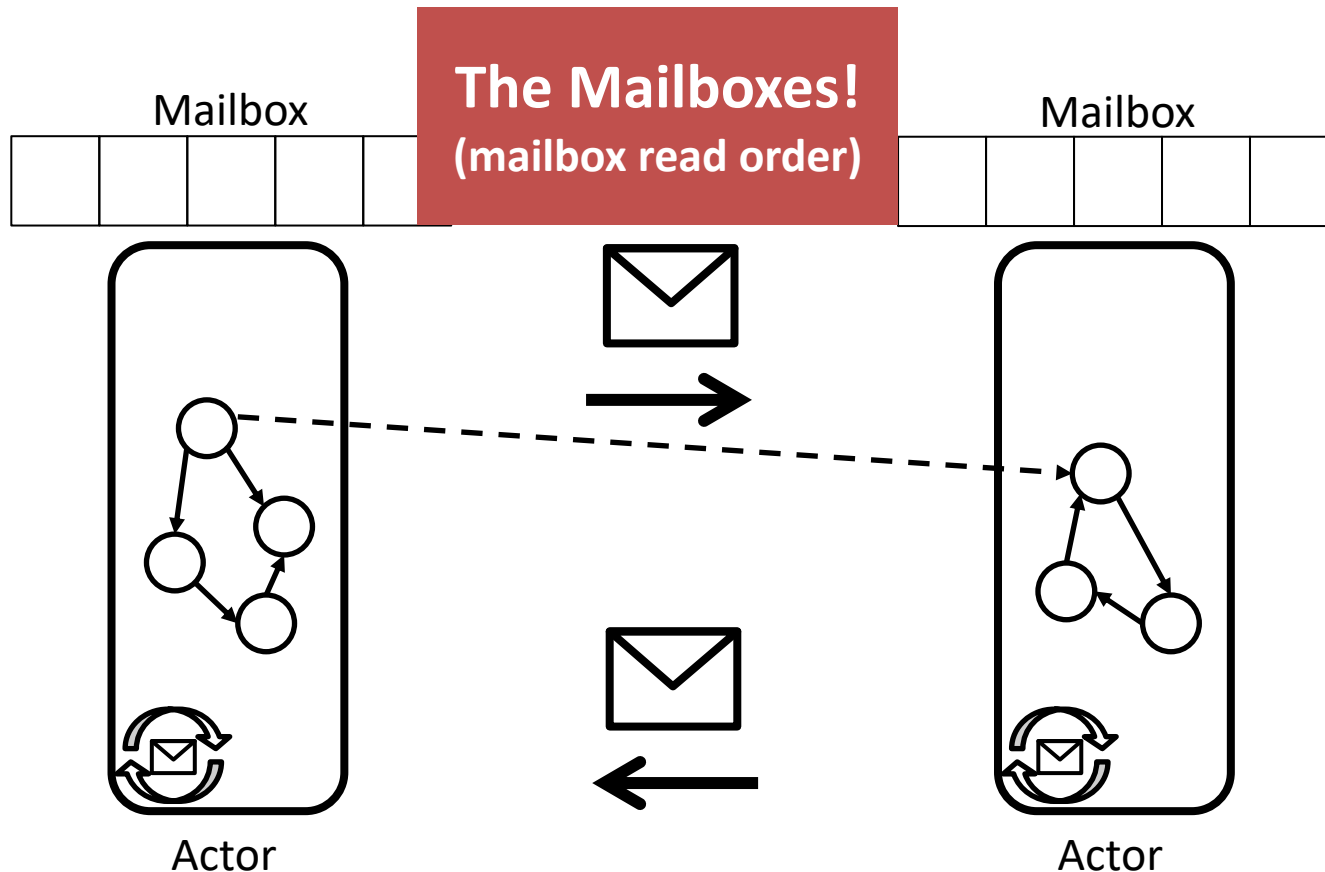 The Mailboxes!
(mailbox read order)
Mailbox
Mailbox
Actor
Actor